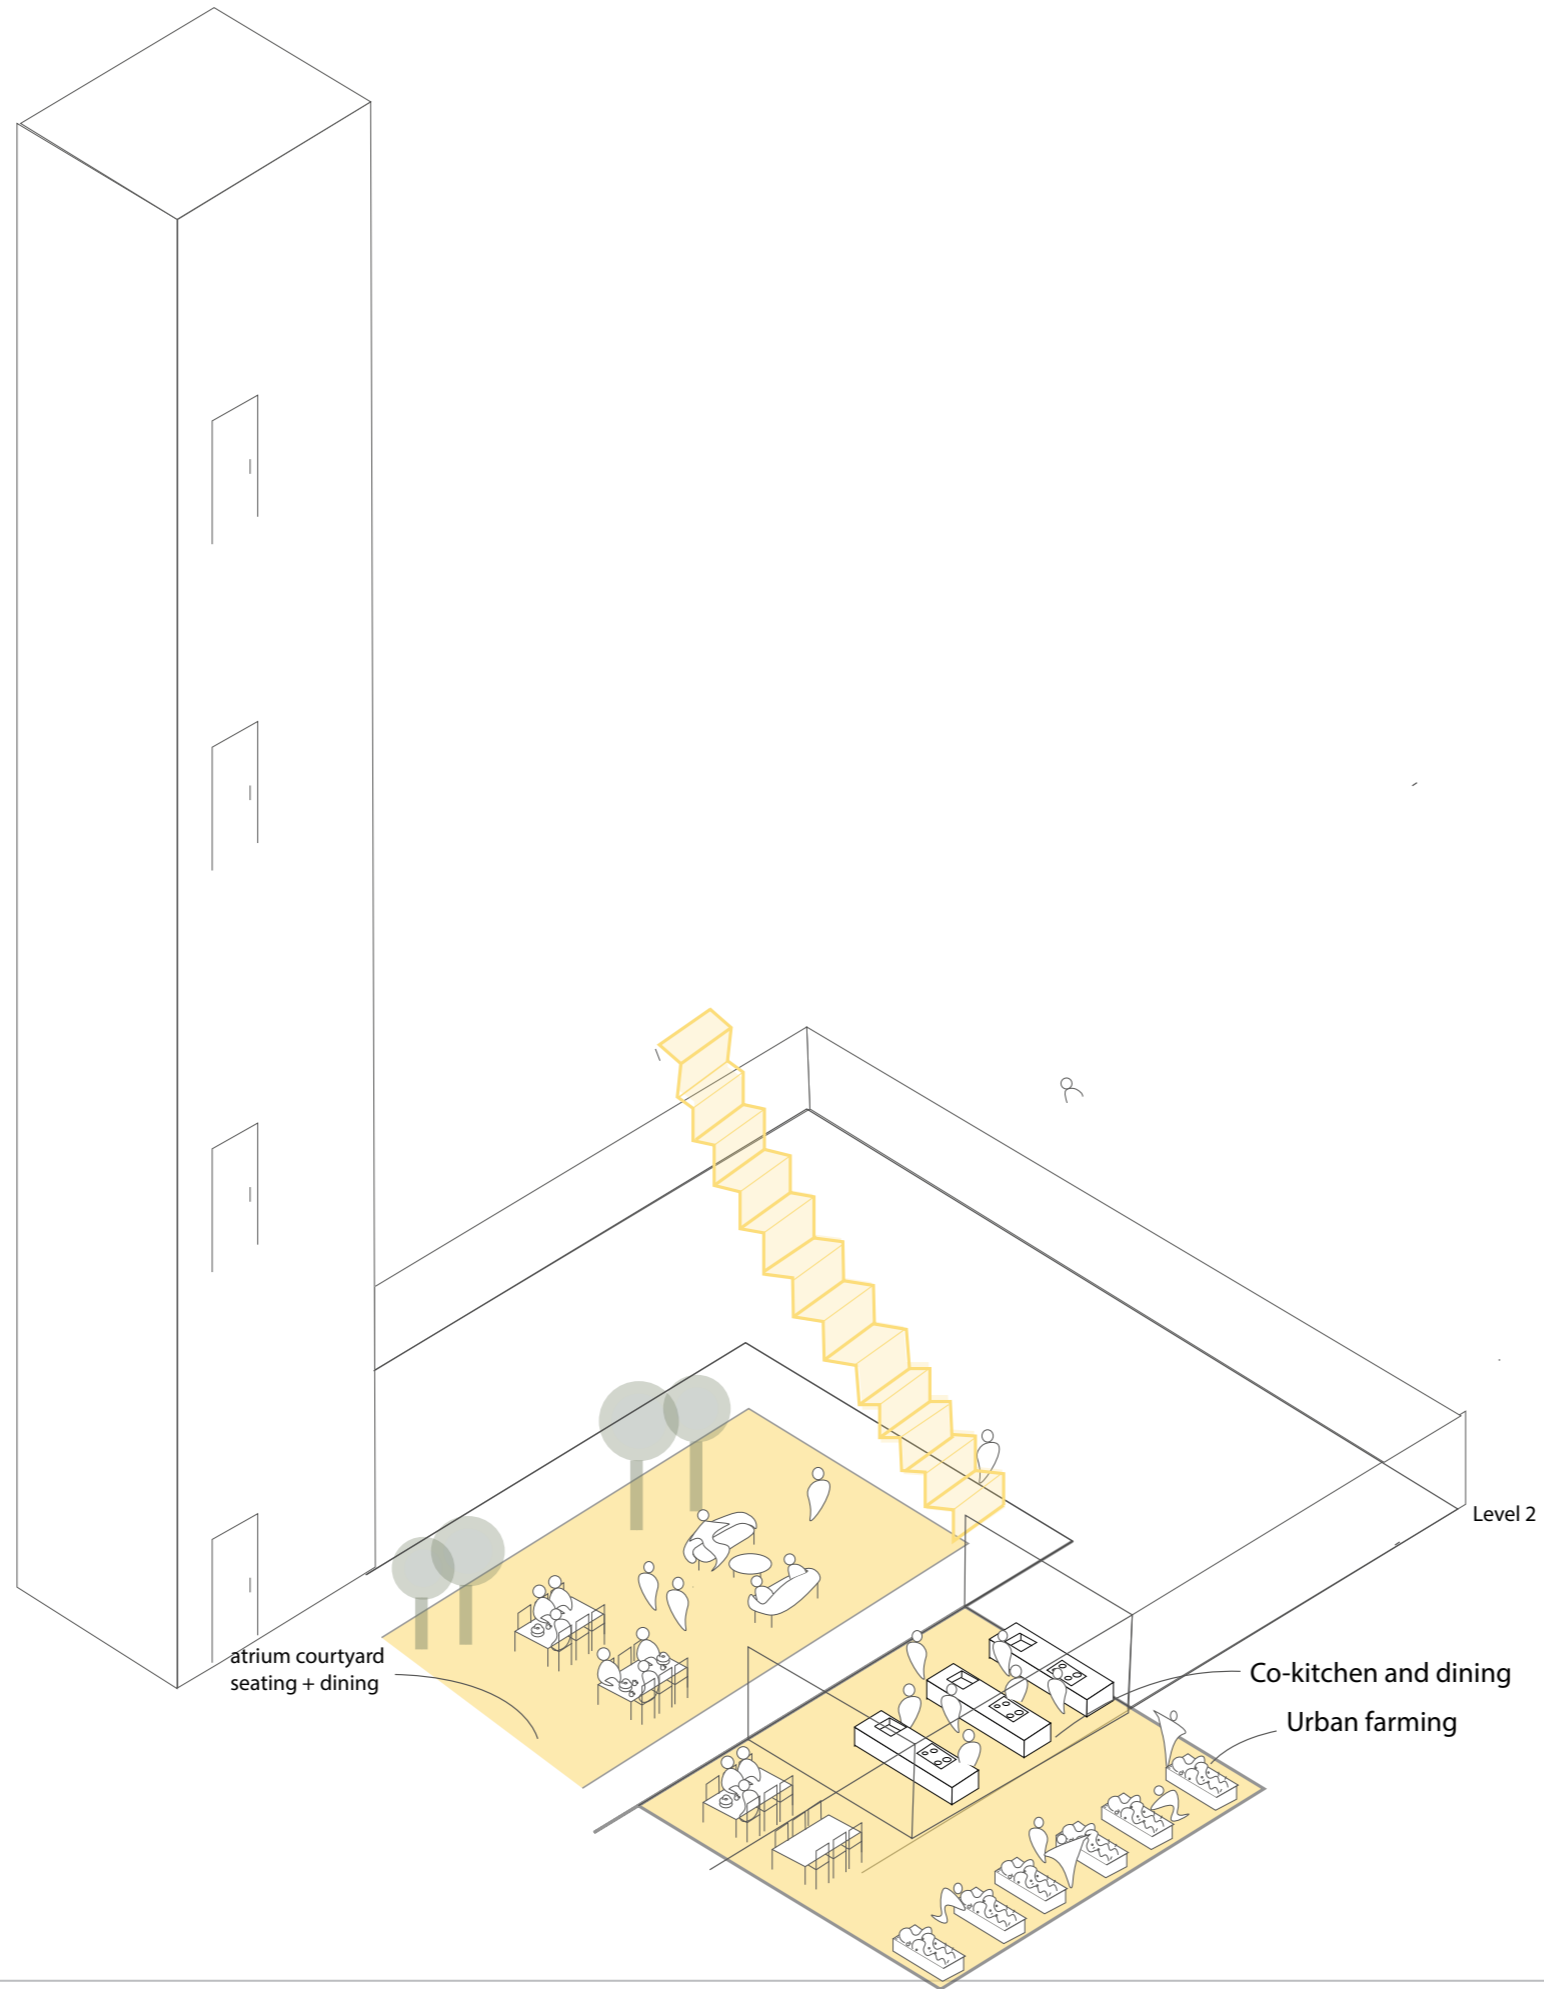 Level 2
atrium courtyard
seating + dining
Co-kitchen and dining
Urban farming